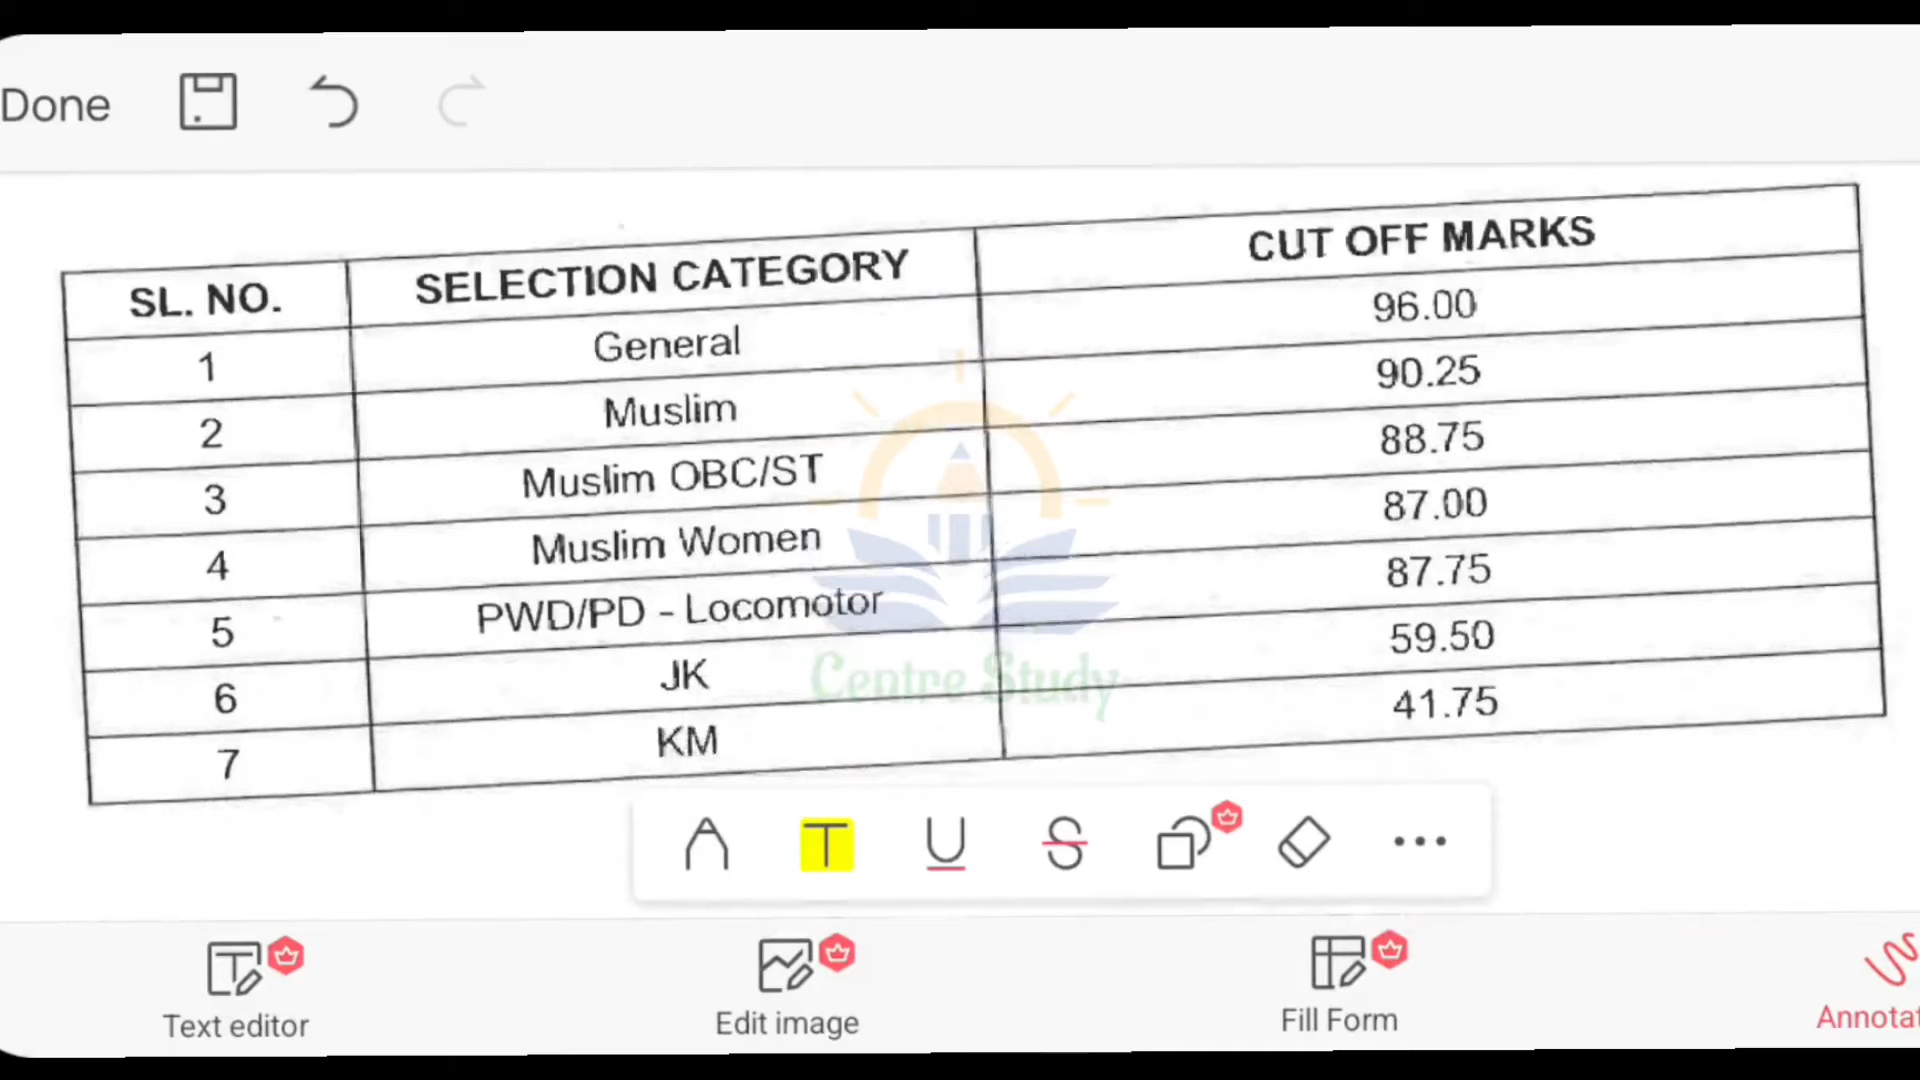 Done
SL. NO. SELECTION CATEGORY CUT OFF MARKS
1 General 96.00
2 Muslim 90.25
3 Muslim OBC/ST 88.75
4 Muslim Women 87.00
5 PWD/PD - Locomotor 87.75
6 JK 59.50
7 KM 41.75
Centre Study
T U S
Text editor Edit image Fill Form Annotat